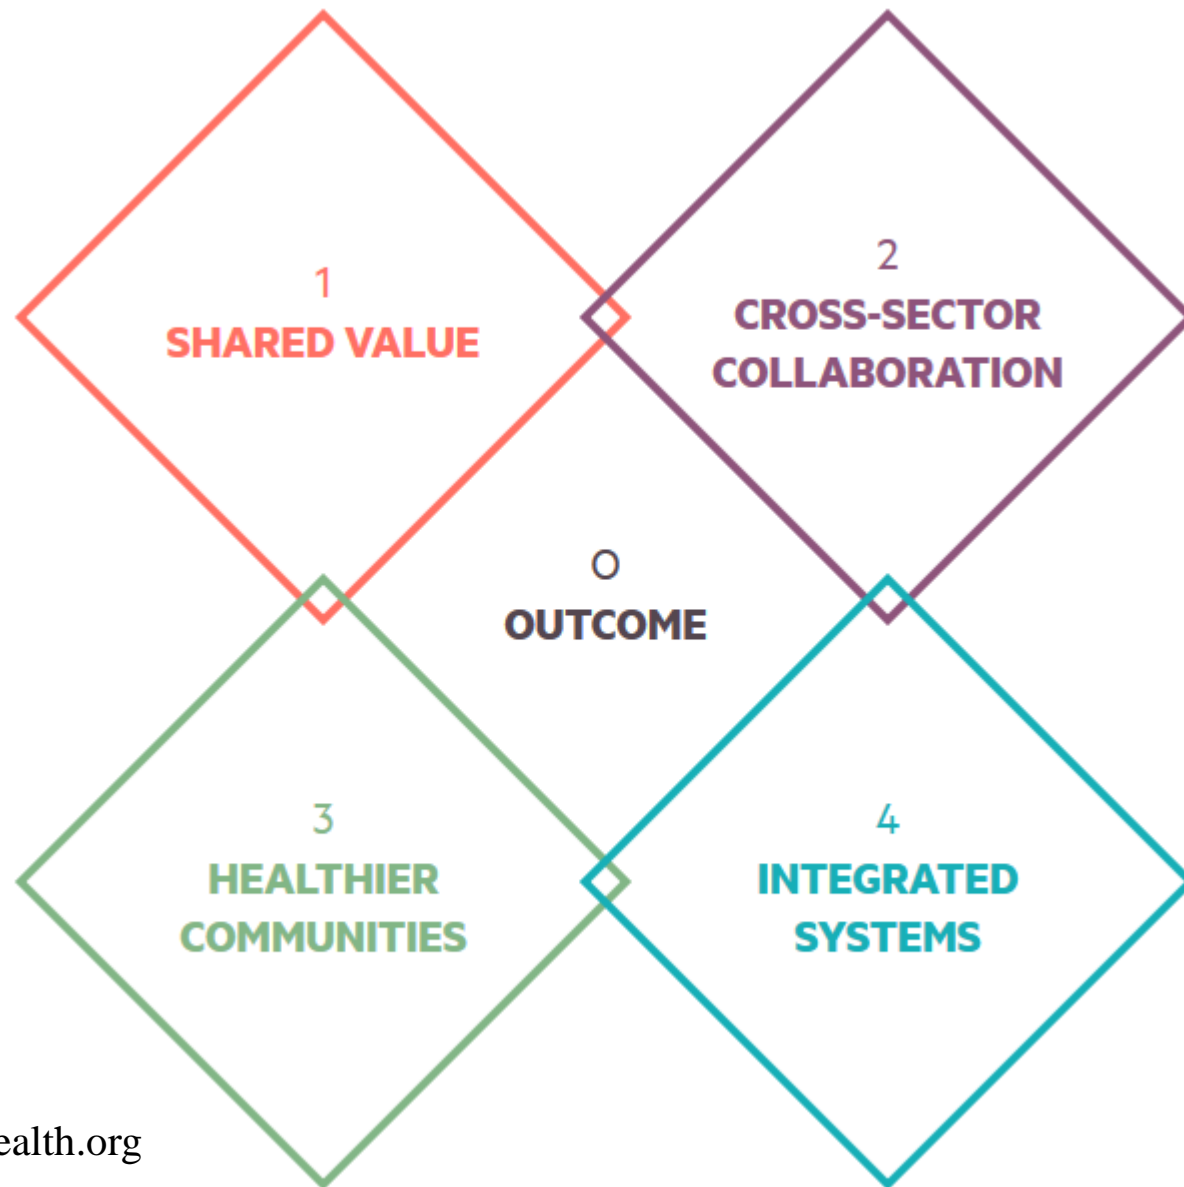 1
SHARED VALUE
2
CROSS-SECTOR
COLLABORATION
O
OUTCOME
3
HEALTHIER
COMMUNITIES
4
INTEGRATED
SYSTEMS
ealth.org